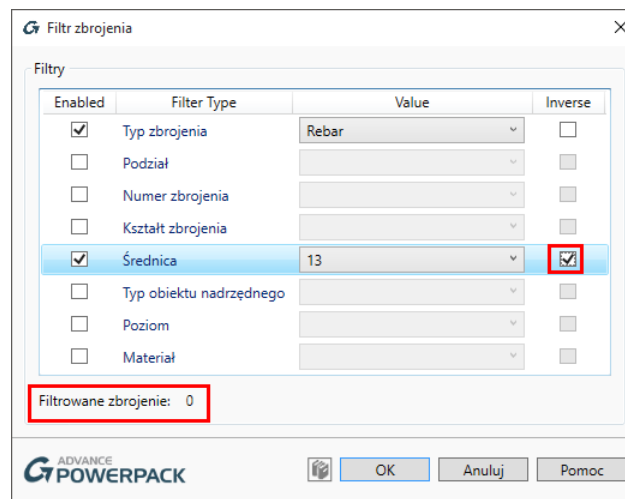 Filtr zbrojenia
Filtry
Enabled Filter Type Value Inverse
Typ zbrojenia Rebar
Podział
Numer zbrojenia
Kształt zbrojenia
Średnica 13
Typ obiektu nadrzędnego
Poziom
Materiał
Filtrowane zbrojenie: 0
ADVANCE
POWERPACK
OK Anuluj Pomoc